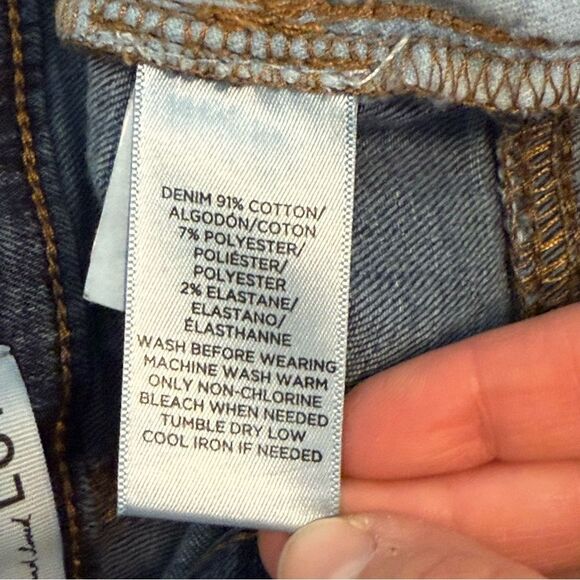 DENIM 91% COTTON/
ALGODÓN/COTON
7% POLYESTER/
POLIÉSTER/
POLYESTER
2% ELASTANE/
ELASTANO/
ÉLASTHANNE
WASH BEFORE WEARING
MACHINE WASH WARM
ONLY NON-CHLORINE
BLEACH WHEN NEEDED
TUMBLE DRY LOW
COOL IRON IF NEEDED